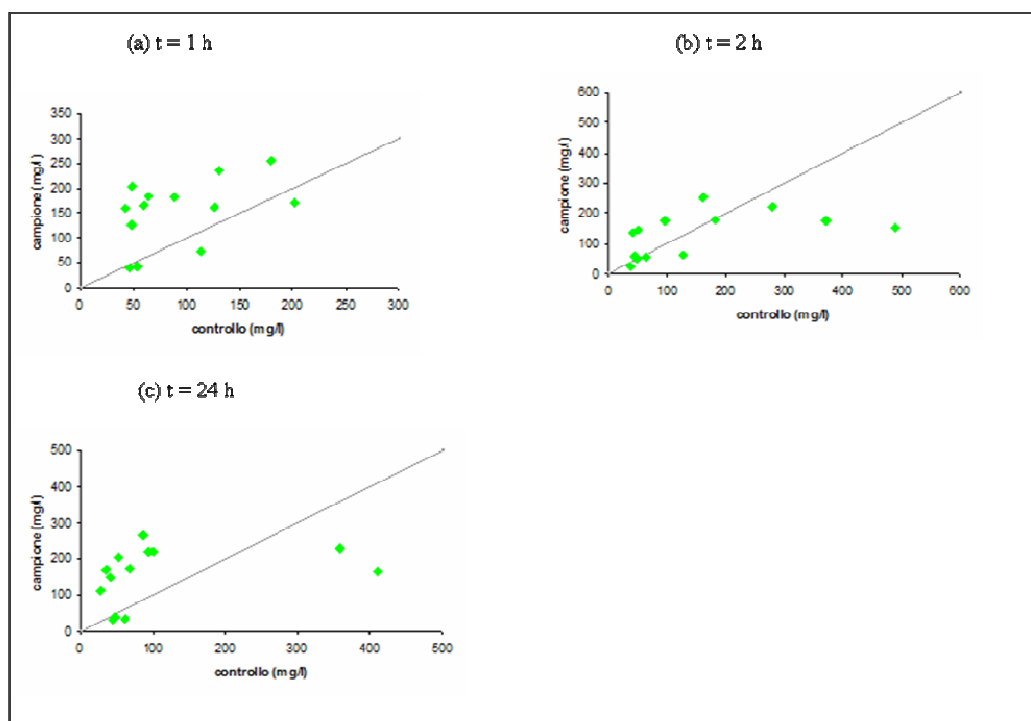 (a) t = 1 h
350
300
250
200
150
100
50
0
campione (mg/l)
0 50 100 150 200 250 300
controllo (mg/l)
(b) t = 2 h
600
500
400
300
200
100
0
campione (mg/l)
0 100 200 300 400 500 600
controllo (mg/l)
(c) t = 24 h
500
400
300
200
100
0
campione (mg/l)
0 100 200 300 400 500
controllo (mg/l)